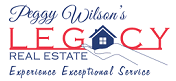 Peggy Wilson's
LEGACY
REAL ESTATE
Experience Exceptional Service